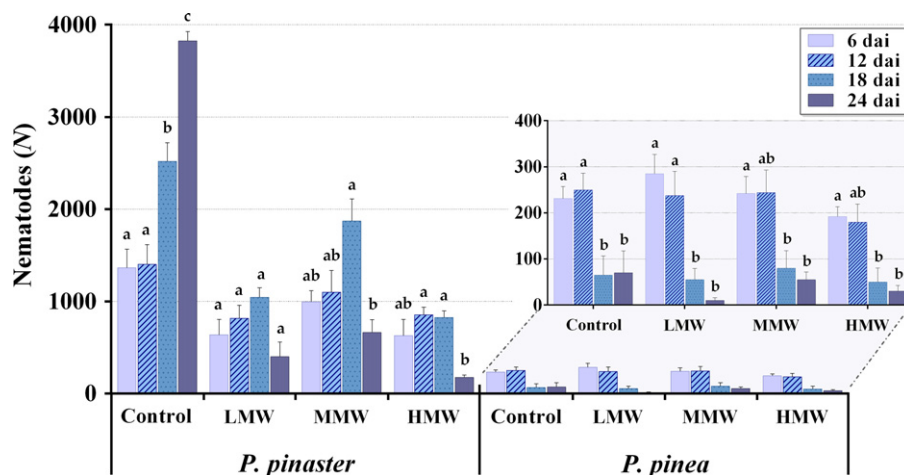 Nematodes (N)
4000
3000
2000
1000
0
c
b
a a
a a a
a
ab ab a
b
ab a a
b
6 dai
12 dai
18 dai
24 dai
400
300
200
100
0
a a
b b
a a
b
b
a ab
b b
a ab
b b
Control LMW MMW HMW
Control LMW MMW HMW Control LMW MMW HMW
P. pinaster P. pinea